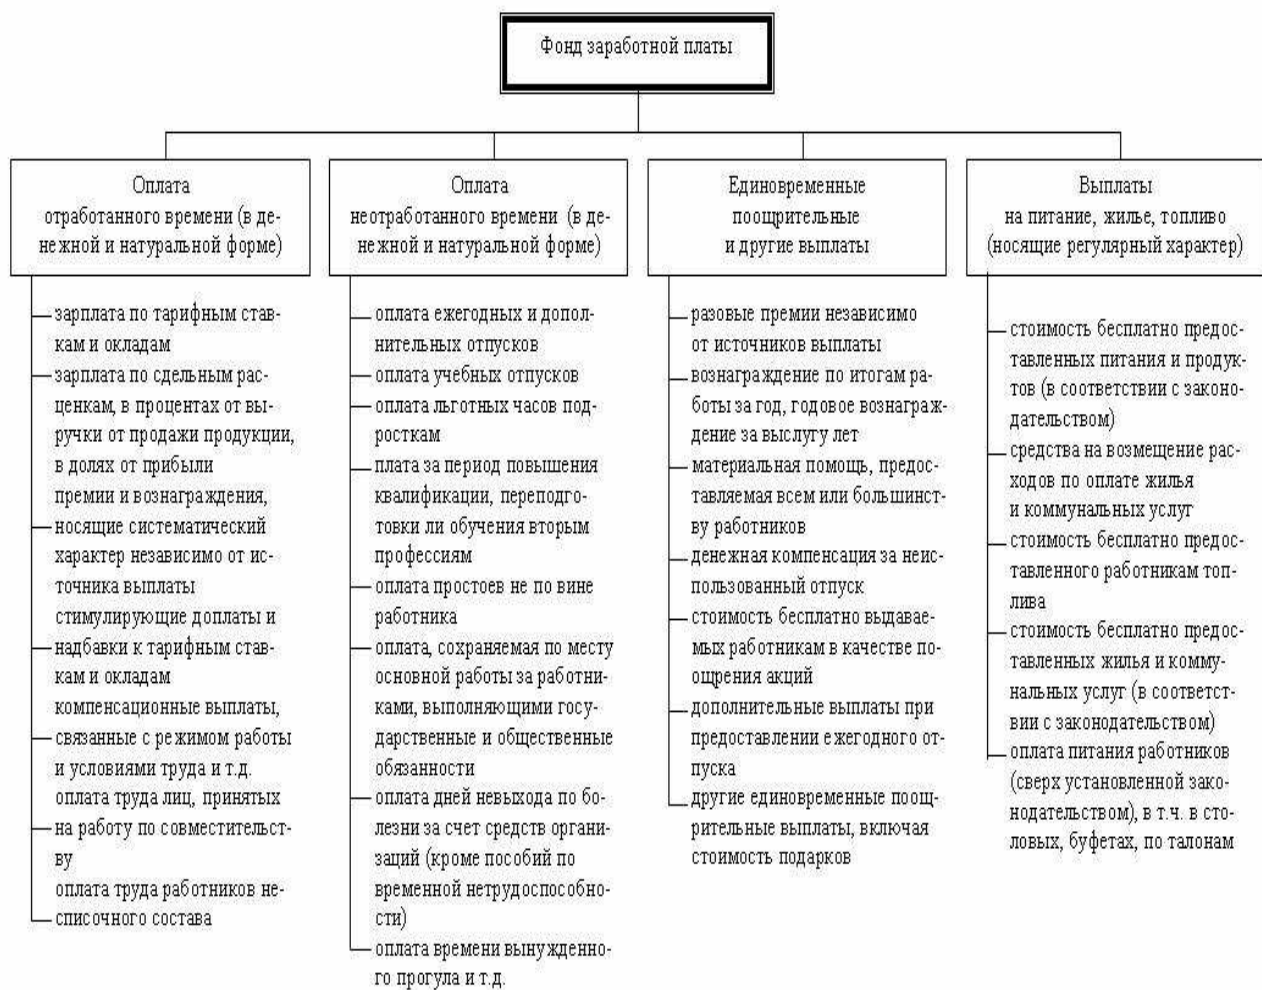 Фонд заработной платы
Оплата
отработанного времени (в де-
нежной и натуральной форме)
Оплата
неотработанного времени (в де-
нежной и натуральной форме)
Единовременные
поощрительные
и другие выплаты
Выплаты
на питание, жилье, топливо
(носящие регулярный характер)
зарплата по тарифным став-
кам и окладам
зарплата по сдельным рас-
ценкам, в процентах от вы-
ручки от продажи продукции,
в долях от прибыли
премии и вознаграждения,
носящие систематический
характер независимо от ис-
точника выплаты
стимулирующие доплаты и
надбавки к тарифным став-
кам и окладам
компенсационные выплаты,
связанные с режимом работы
и условиями труда и т.д.
оплата труда лиц, принятых
на работу по совместительст-
ву
оплата труда работников не-
списочного состава
оплата ежегодных и допол-
нительных отпусков
оплата учебных отпусков
оплата льготных часов под-
росткам
плата за период повышения
квалификации, переподго-
товки ли обучения вторым
профессиям
оплата простоев не по вине
работника
оплата, сохраняемая по месту
основной работы за работни-
ками, выполняющими госу-
дарственные и общественные
обязанности
оплата дней невыхода по бо-
лезни за счет средств органи-
заций (кроме пособий по
временной нетрудоспособно-
сти)
оплата времени вынужденно-
го прогула и т.д.
разовые премии независимо
от источников выплаты
вознаграждение по итогам ра-
боты за год, годовое вознаграж-
дение за выслугу лет
материальная помощь, предос-
тавляемая всем или большинст-
ву работников
денежная компенсация за неис-
пользованный отпуск
стоимость бесплатно выдавае-
мых работникам в качестве по-
ощрения акций
дополнительные выплаты при
предоставлении ежегодного от-
пуска
другие единовременные поощ-
рительные выплаты, включая
стоимость подарков
стоимость бесплатно предос-
тавленных питания и продук-
тов (в соответствии с законо-
дательством)
средства на возмещение рас-
ходов по оплате жилья
и коммунальных услуг
стоимость бесплатно предос-
тавленного работникам топ-
лива
стоимость бесплатно предос-
тавленных жилья и комму-
нальных услуг (в соответст-
вии с законодательством)
оплата питания работников
(сверх установленной зако-
нодательством), в т.ч. в сто-
ловых, буфетах, по талонам